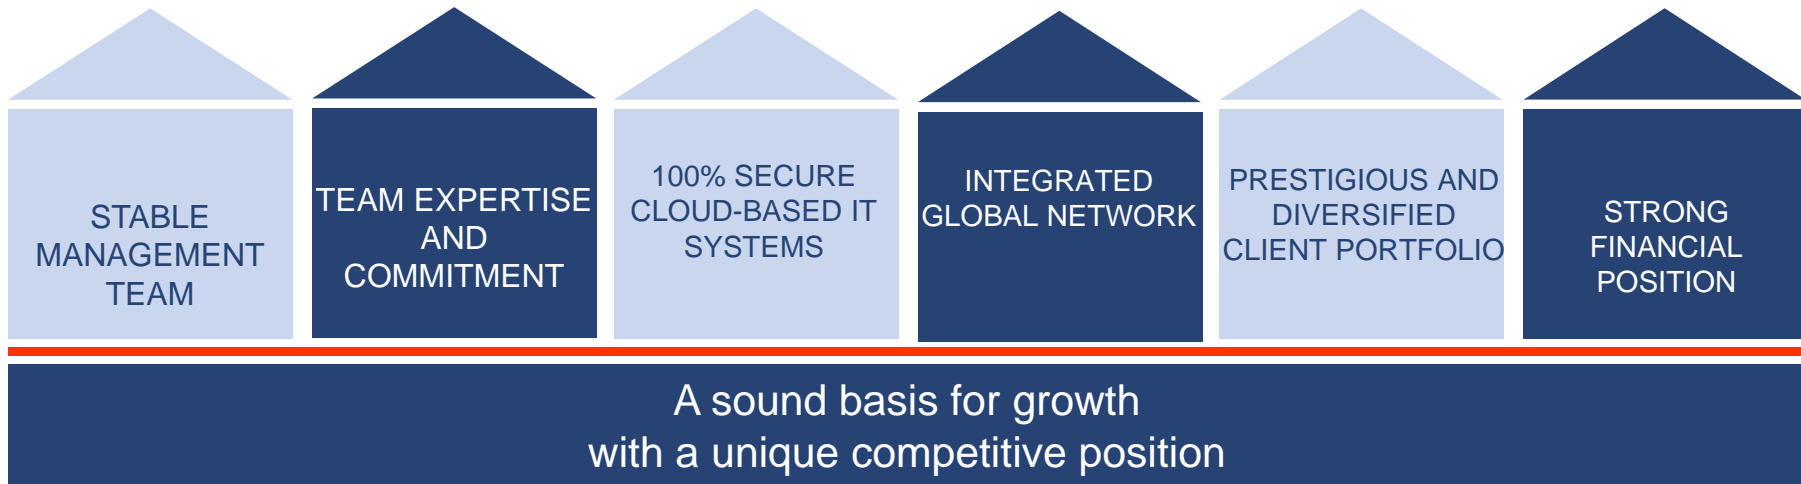 STABLE
MANAGEMENT
TEAM
TEAM EXPERTISE
AND
COMMITMENT
100% SECURE
CLOUD-BASED IT
SYSTEMS
INTEGRATED
GLOBAL NETWORK
PRESTIGIOUS AND
DIVERSIFIED
CLIENT PORTFOLIO
STRONG
FINANCIAL
POSITION
A sound basis for growth
with a unique competitive position